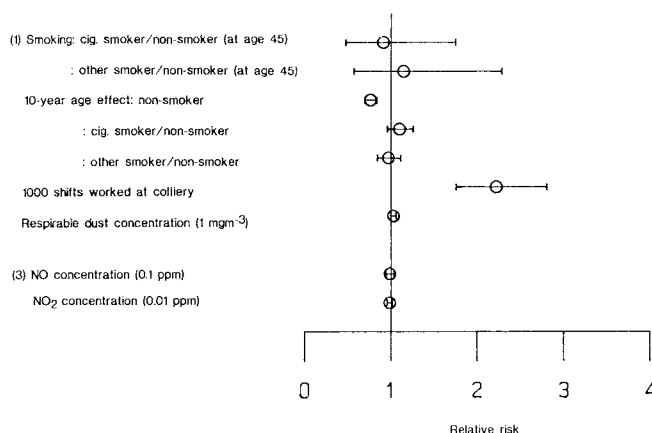 (1) Smoking: cig. smoker/non-smoker (at age 45)
: other smoker/non-smoker (at age 45)
10-year age effect: non-smoker
: cig. smoker/non-smoker
: other smoker/non-smoker
1000 shifts worked at colliery
Respirable dust concentration (1 mgm⁻³)
(3) NO concentration (0.1 ppm)
NO₂ concentration (0.01 ppm)
0 1 2 3 4
Relative risk